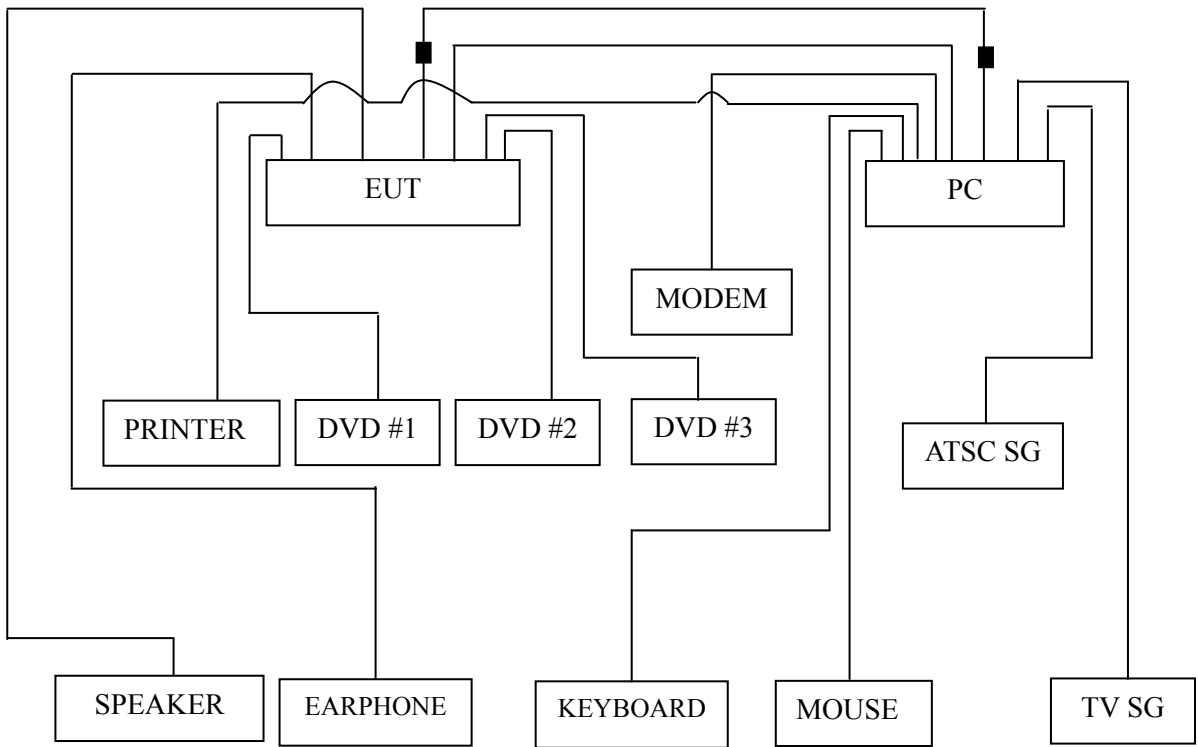 EUT
PC
MODEM
PRINTER
DVD #1
DVD #2
DVD #3
ATSC SG
SPEAKER
EARPHONE
KEYBOARD
MOUSE
TV SG